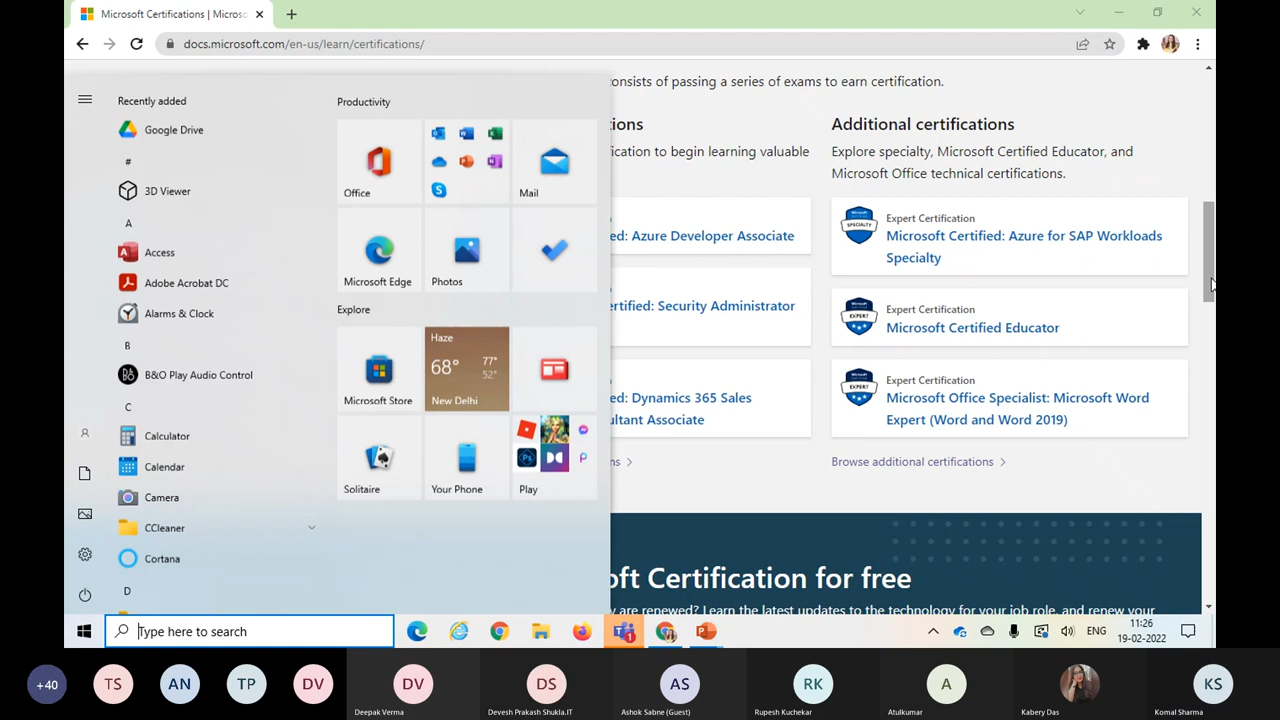 Microsoft Certifications | Microso
docs.microsoft.com/en-us/learn/certifications/
onsists of passing a series of exams to earn certification.
Recently added
Google Drive
#
3D Viewer
A
Access
Adobe Acrobat DC
Alarms & Clock
B
B&O Play Audio Control
C
Calculator
Calendar
Camera
CCleaner
Cortana
D
Productivity
Office
Mail
Microsoft Edge
Photos
Explore
Microsoft Store
Haze
68° 77°
52°
New Delhi
Solitaire
Your Phone
Play
ions
ication to begin learning valuable
ed: Azure Developer Associate
ertified: Security Administrator
ed: Dynamics 365 Sales
ultant Associate
ons
Additional certifications
Explore specialty, Microsoft Certified Educator, and
Microsoft Office technical certifications.
SPECIALTY
Expert Certification
Microsoft Certified: Azure for SAP Workloads
Specialty
EXPERT
Expert Certification
Microsoft Certified Educator
EXPERT
Expert Certification
Microsoft Office Specialist: Microsoft Word
Expert (Word and Word 2019)
Browse additional certifications
oft Certification for free
y are renewed? Learn the latest updates to the technology for your job role, and renew your
Type here to search
1
ENG
11:26
19-02-2022
+40
TS
AN
TP
DV
DV
Deepak Verma
DS
Devesh Prakash Shukla.IT
AS
Ashok Sabne (Guest)
RK
Rupesh Kuchekar
A
Atulkumar
Kabery Das
KS
Komal Sharma